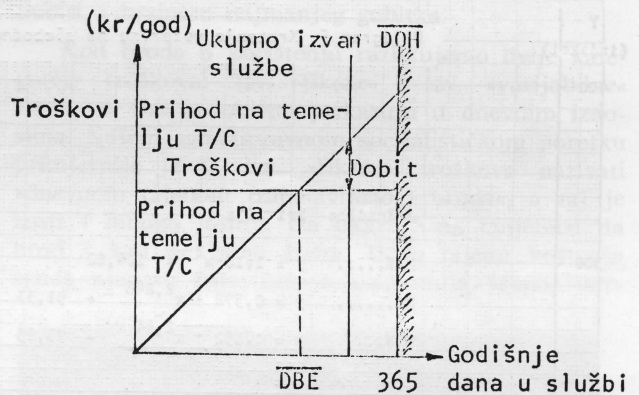 (kr/god)
Ukupno izvan službe
DOH
Troškovi
Prihod na teme-
lju T/C
Troškovi
Dobit
Prihod na
temelju
T/C
DBE
365
Godišnje
dana u službi